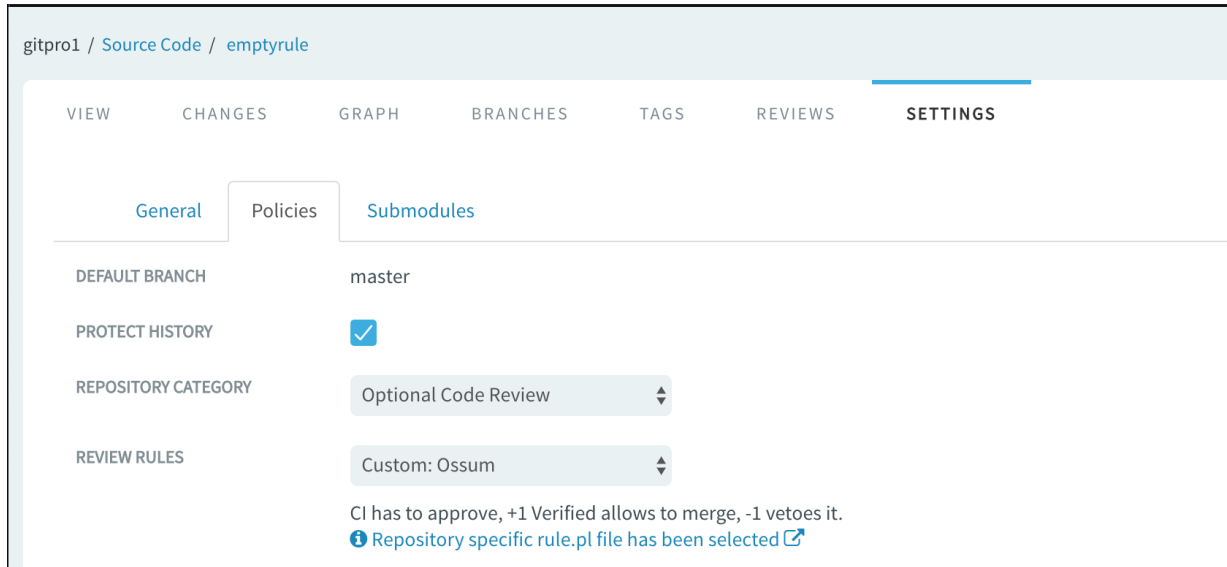 gitpro1 / Source Code / emptyrule
VIEW CHANGES GRAPH BRANCHES TAGS REVIEWS SETTINGS
General Policies Submodules
DEFAULT BRANCH master
PROTECT HISTORY
REPOSITORY CATEGORY Optional Code Review
REVIEW RULES Custom: Ossum
CI has to approve, +1 Verified allows to merge, -1 vetoes it.
Repository specific rule.pl file has been selected